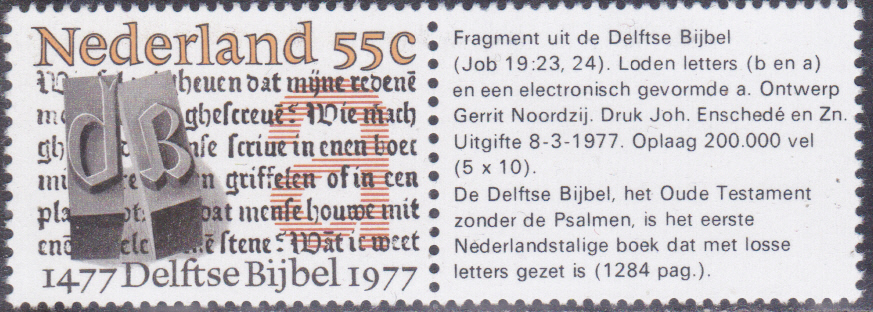 Nederland 55c
gheuen dat mijne redenē
ghescreuē? Wie mach
gh scriue in enen boec
griffelen of in een
dat mense houwe mit
stene? Wāt ic weet
d B
a
1477 Delftse Bijbel 1977
Fragment uit de Delftse Bijbel
(Job 19:23, 24). Loden letters (b en a)
en een electronisch gevormde a. Ontwerp
Gerrit Noordzij. Druk Joh. Enschedé en Zn.
Uitgifte 8-3-1977. Oplaag 200.000 vel
(5 x 10).
De Delftse Bijbel, het Oude Testament
zonder de Psalmen, is het eerste
Nederlandstalige boek dat met losse
letters gezet is (1284 pag.).